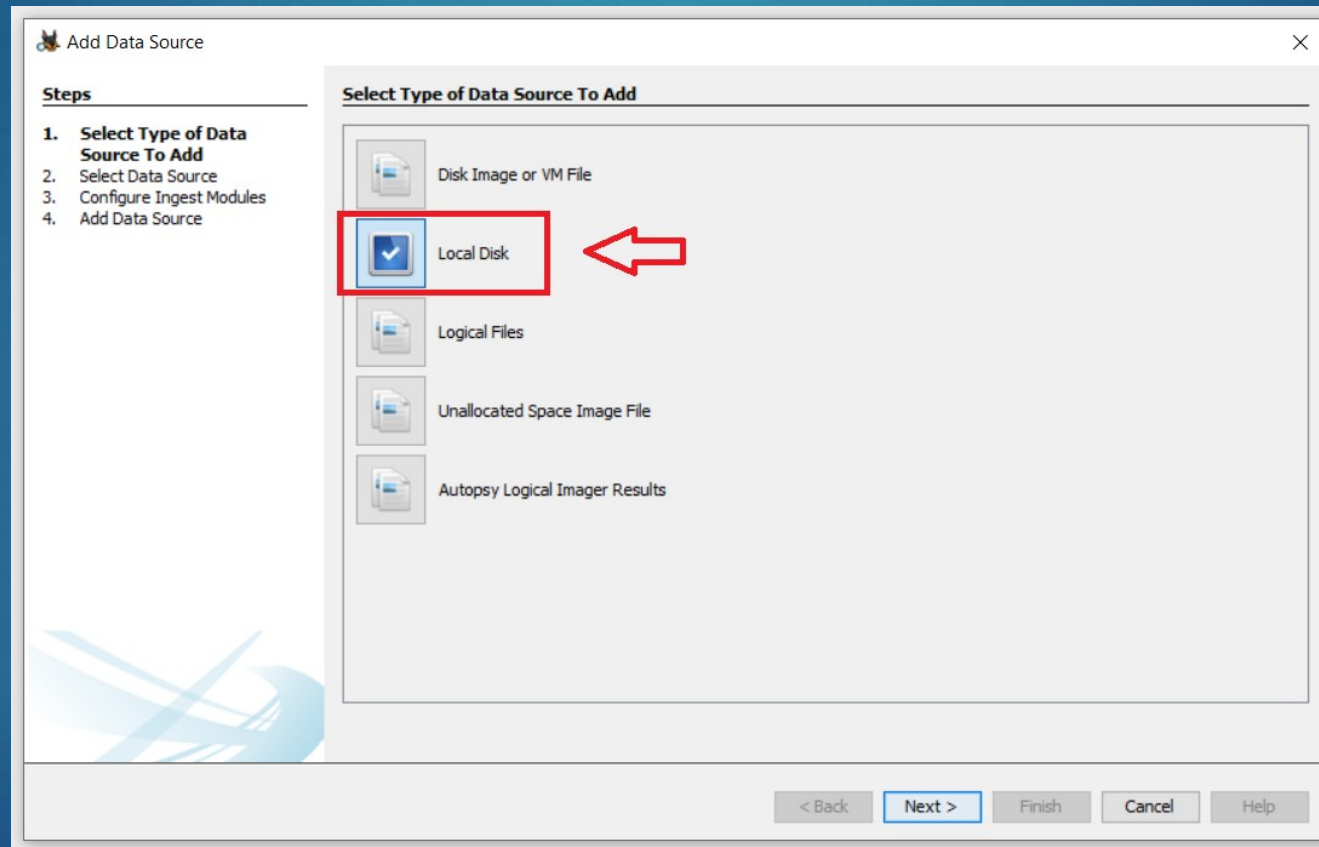 Add Data Source
Steps
1. Select Type of Data
Source To Add
2. Select Data Source
3. Configure Ingest Modules
4. Add Data Source
Select Type of Data Source To Add
Disk Image or VM File
Local Disk
Logical Files
Unallocated Space Image File
Autopsy Logical Imager Results
< Back
Next >
Finish
Cancel
Help